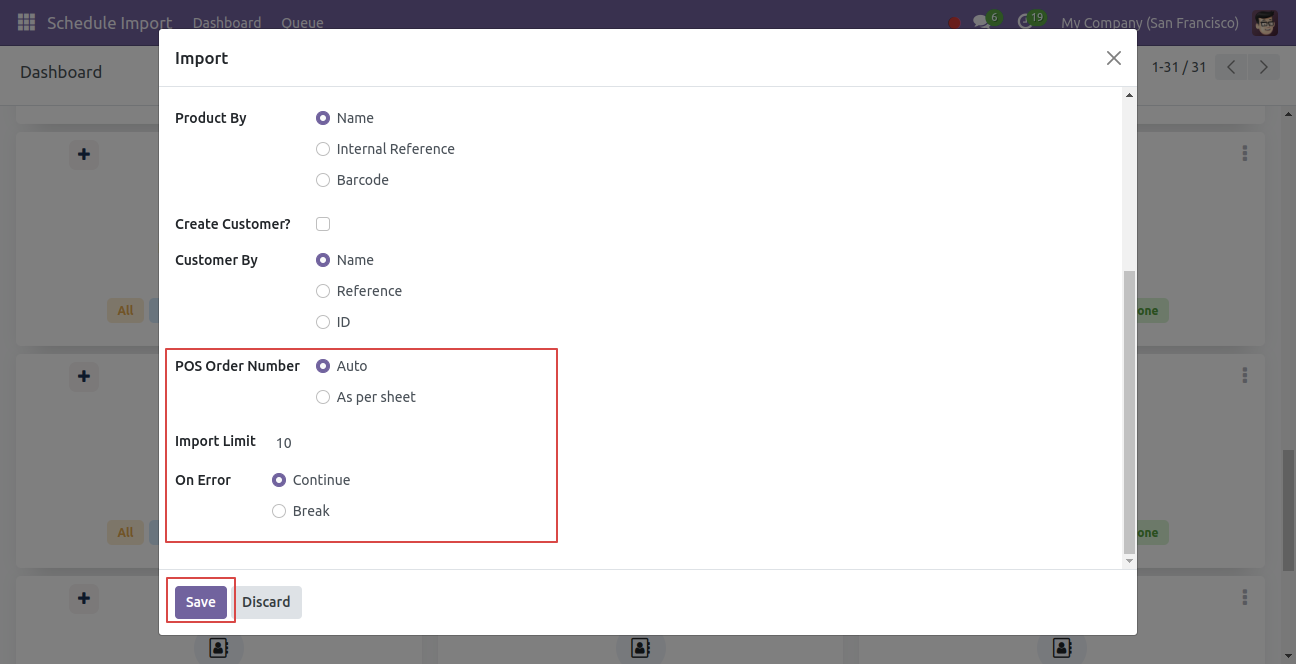 Schedule Import Dashboard Queue 6 19 My Company (San Francisco)
Dashboard 1-31 / 31
Import
Product By Name
Internal Reference
Barcode
Create Customer?
Customer By Name
Reference
ID
All
POS Order Number Auto
As per sheet
Import Limit 10
On Error Continue
Break
All
Save Discard